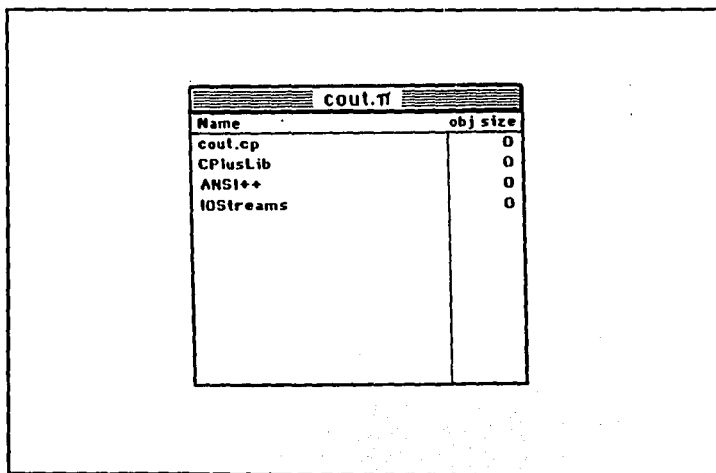 cout.π
Name obj size
cout.cp 0
CPlusLib 0
ANSI++ 0
IOStreams 0